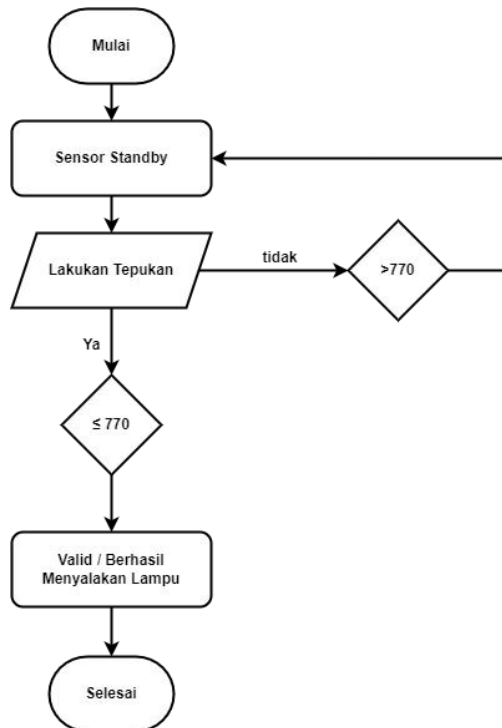 Mulai
Sensor Standby
Lakukan Tepukan
tidak
>770
Ya
≤ 770
Valid / Berhasil
Menyalakan Lampu
Selesai